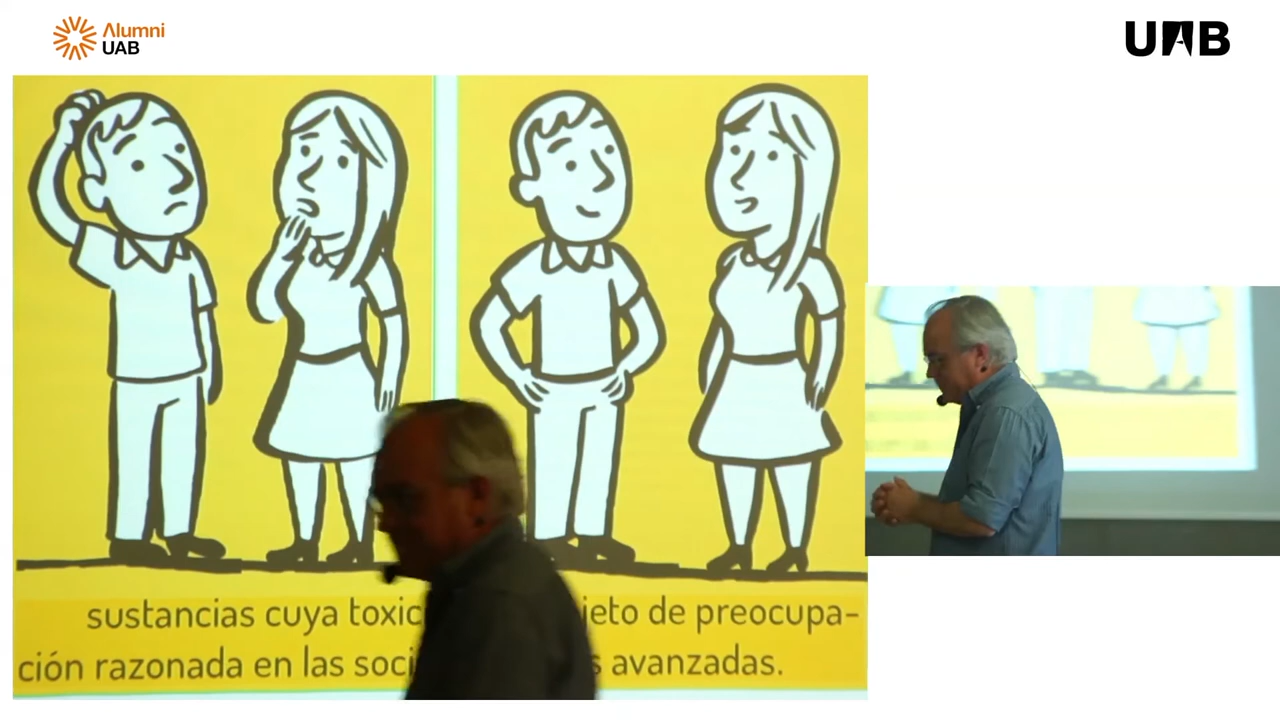 Alumni
UAB
UAB
sustancias cuya toxic jeto de preocupa-
ción razonada en las soci s avanzadas.